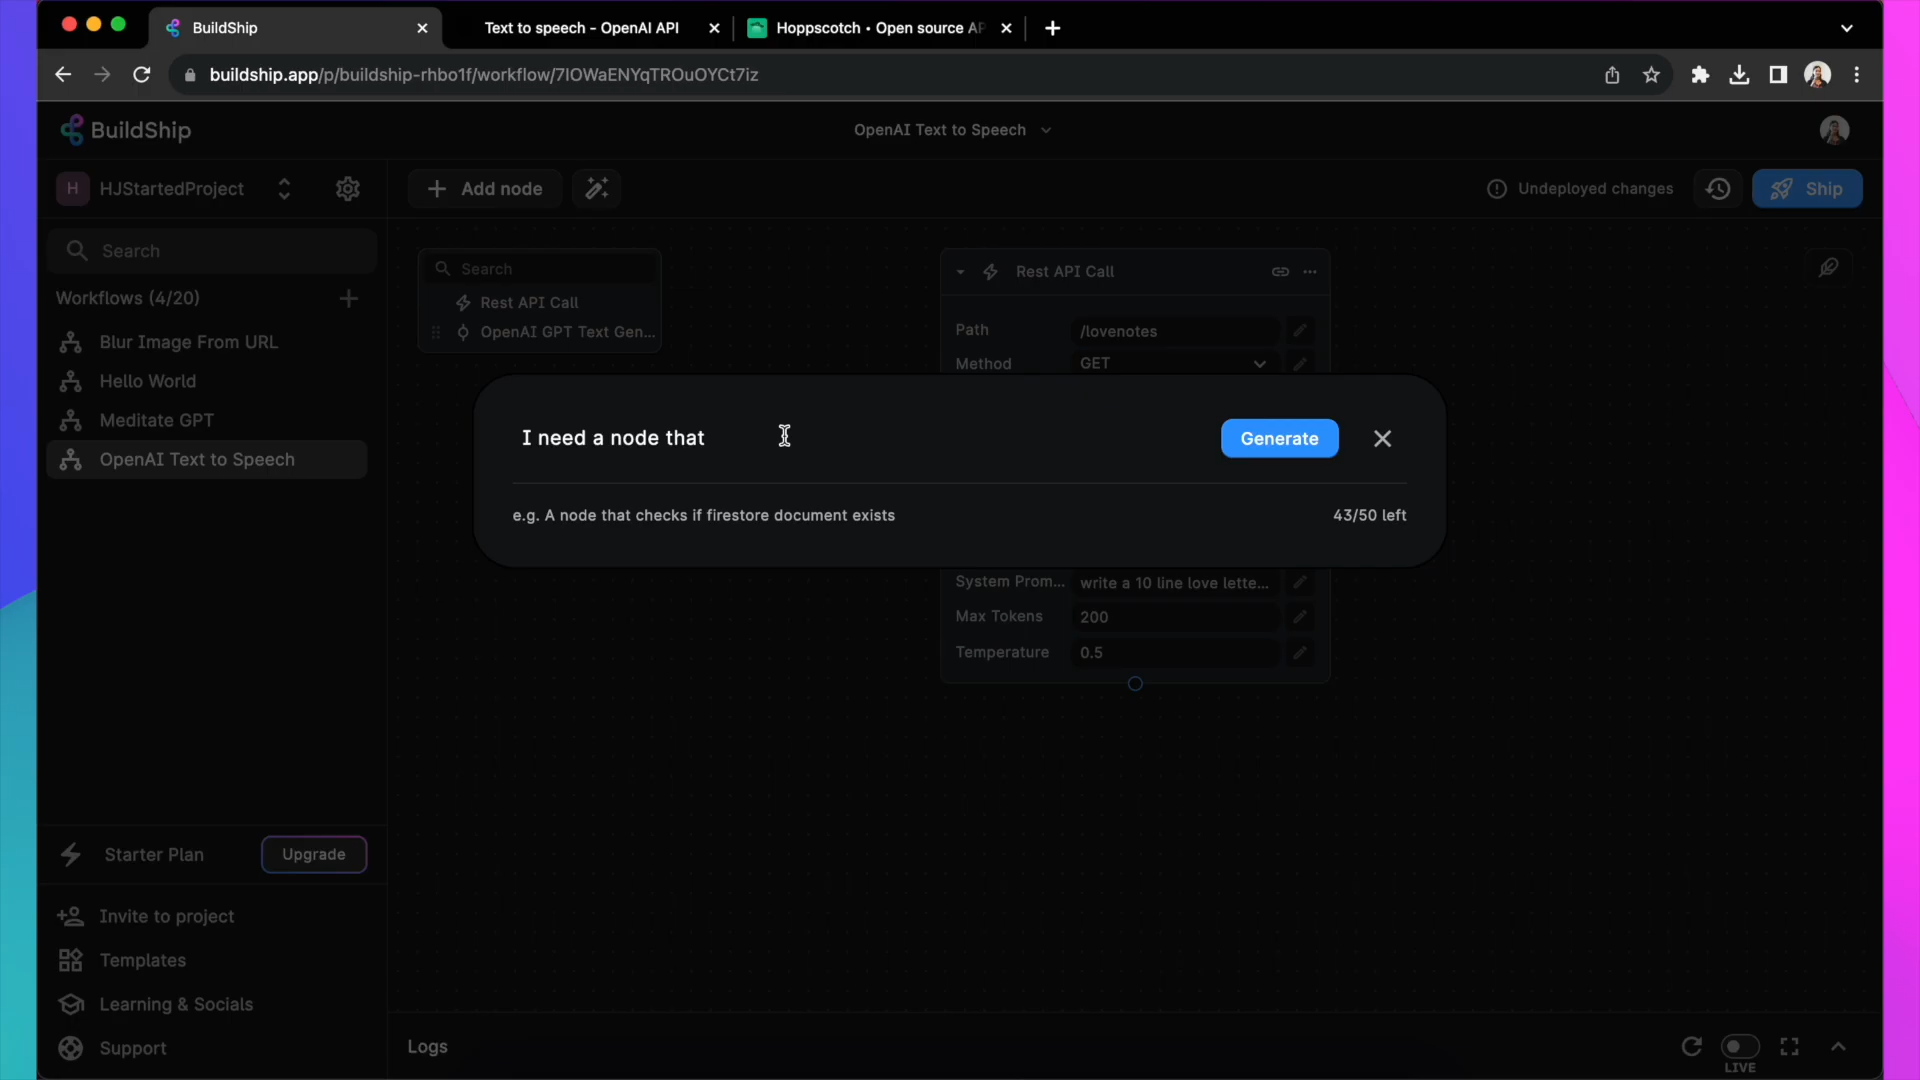 BuildShip
Text to speech - OpenAI API
Hoppscotch • Open source AP
buildship.app/p/buildship-rhbo1f/workflow/7IOWaENYqTROuOYCt7iz
BuildShip
OpenAI Text to Speech
H
HJStartedProject
Add node
Undeployed changes
Ship
Search
Workflows (4/20)
Blur Image From URL
Hello World
Meditate GPT
OpenAI Text to Speech
Search
Rest API Call
OpenAI GPT Text Gen...
Rest API Call
Path
/lovenotes
Method
GET
I need a node that
Generate
e.g. A node that checks if firestore document exists
43/50 left
System Prom...
write a 10 line love lette...
Max Tokens
200
Temperature
0.5
Starter Plan
Upgrade
Invite to project
Templates
Learning & Socials
Support
Logs
LIVE